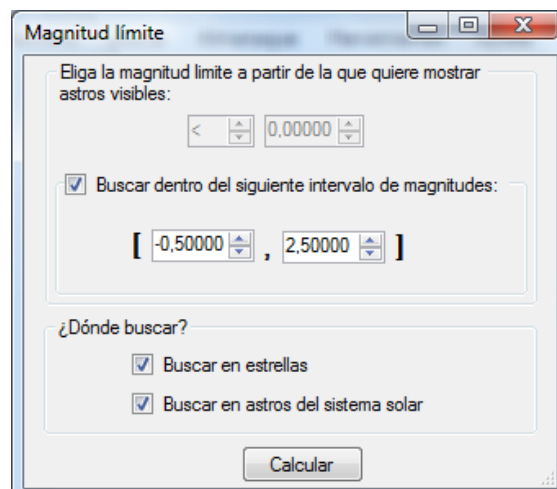 Magnitud límite
Eliga la magnitud limite a partir de la que quiere mostrar
astros visibles:
< 0,00000
Buscar dentro del siguiente intervalo de magnitudes:
[ -0,50000 , 2,50000 ]
¿Dónde buscar?
Buscar en estrellas
Buscar en astros del sistema solar
Calcular